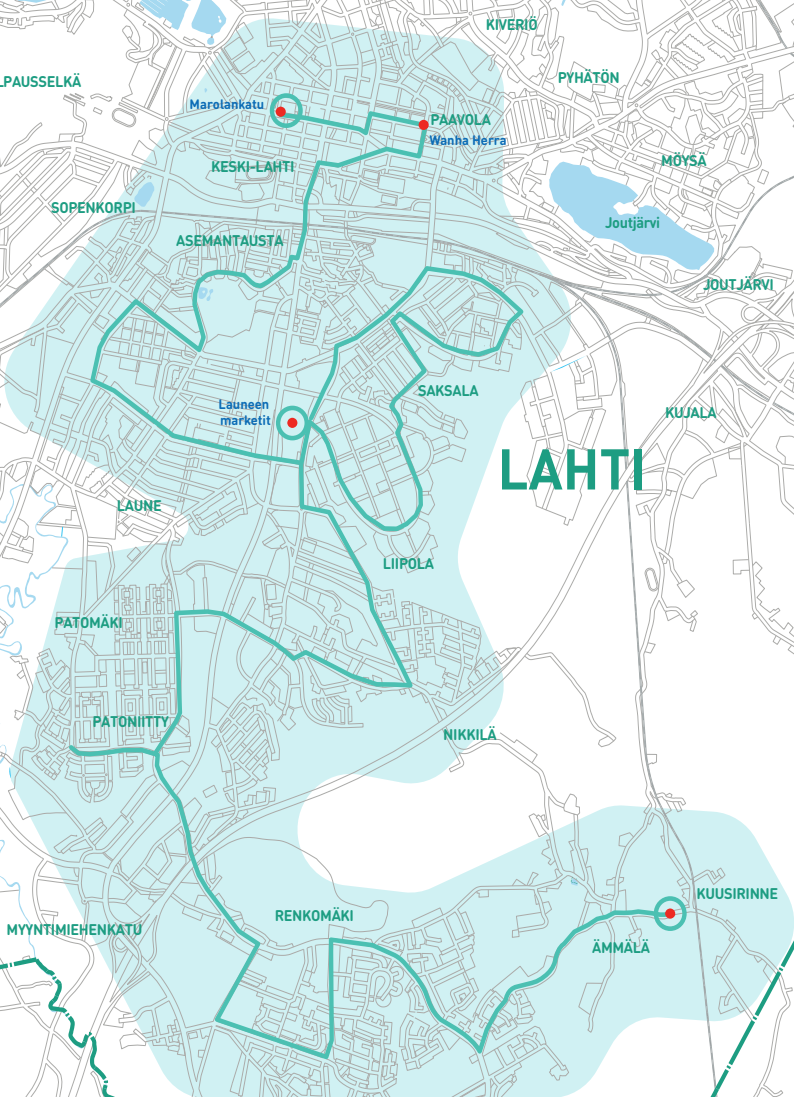 KIVERIÖ
LPAUSSELKÄ
PYHÄTÖN
Marolankatu
PAAVOLA
Wanha Herra
MÖYSÄ
KESKI-LAHTI
SOPENKORPI
Joutjärvi
ASEMANTAUSTA
JOUTJÄRVI
SAKSALA
Launeen
marketit
KUJALA
LAHTI
LAUNE
LIIPOLA
PATOMÄKI
PATONIITTY
NIKKILÄ
KUUSIRINNE
RENKOMÄKI
MYYNTIMIEHENKATU
ÄMMÄLÄ